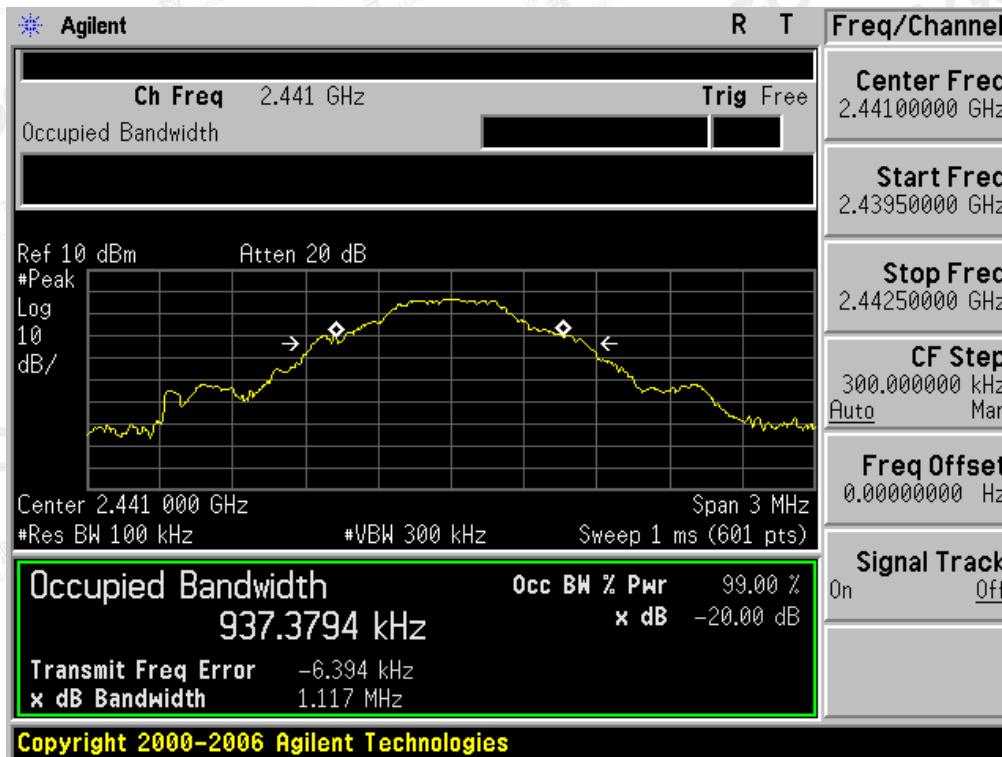 Agilent R T Freq/Channel
Ch Freq 2.441 GHz Trig Free
Occupied Bandwidth
Center Freq
2.44100000 GHz
Start Freq
2.43950000 GHz
Stop Freq
2.44250000 GHz
CF Step
300.000000 kHz
Auto Man
Freq Offset
0.00000000 Hz
Signal Track
On Off
Ref 10 dBm Atten 20 dB
#Peak
Log
10
dB/
Center 2.441 000 GHz Span 3 MHz
#Res BW 100 kHz #VBW 300 kHz Sweep 1 ms (601 pts)
Occupied Bandwidth
937.3794 kHz
Occ BW % Pwr 99.00 %
x dB -20.00 dB
Transmit Freq Error -6.394 kHz
x dB Bandwidth 1.117 MHz
Copyright 2000-2006 Agilent Technologies